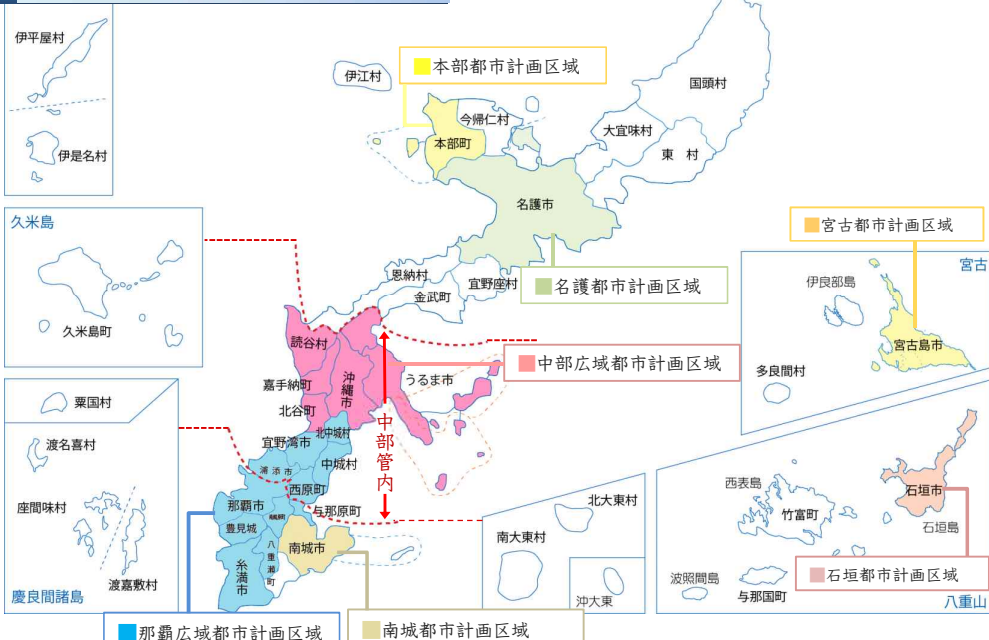 伊平屋村
伊是名村
伊江村
本部都市計画区域
国頭村
今帰仁村
大宜味村
本部町
東 村
名護市
久米島
久米島町
宮古都市計画区域
恩納村
宜野座村
名護都市計画区域
金武町
宮古
伊良部島
宮古島市
多良間村
読谷村
中部広域都市計画区域
嘉手納町
沖縄市
うるま市
北谷町
中部管内
粟国村
渡名喜村
座間味村
渡嘉敷村
慶良間諸島
宜野湾市
北中城村
浦添市
中城村
西原町
那覇市
与那原町
豊見城
八重瀬町
南城市
糸満市
北大東村
南大東村
沖大東
西表島
竹富町
石垣市
石垣島
波照間島
与那国町
石垣都市計画区域
八重山
那覇広域都市計画区域
南城都市計画区域